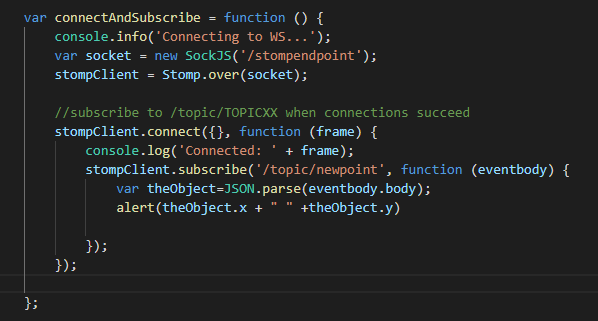 var connectAndSubscribe = function () {
console.info('Connecting to WS...');
var socket = new SockJS('/stompendpoint');
stompClient = Stomp.over(socket);
//subscribe to /topic/TOPICXX when connections succeed
stompClient.connect({}, function (frame) {
console.log('Connected: ' + frame);
stompClient.subscribe('/topic/newpoint', function (eventbody) {
var theObject=JSON.parse(eventbody.body);
alert(theObject.x + " " +theObject.y)
});
});
};